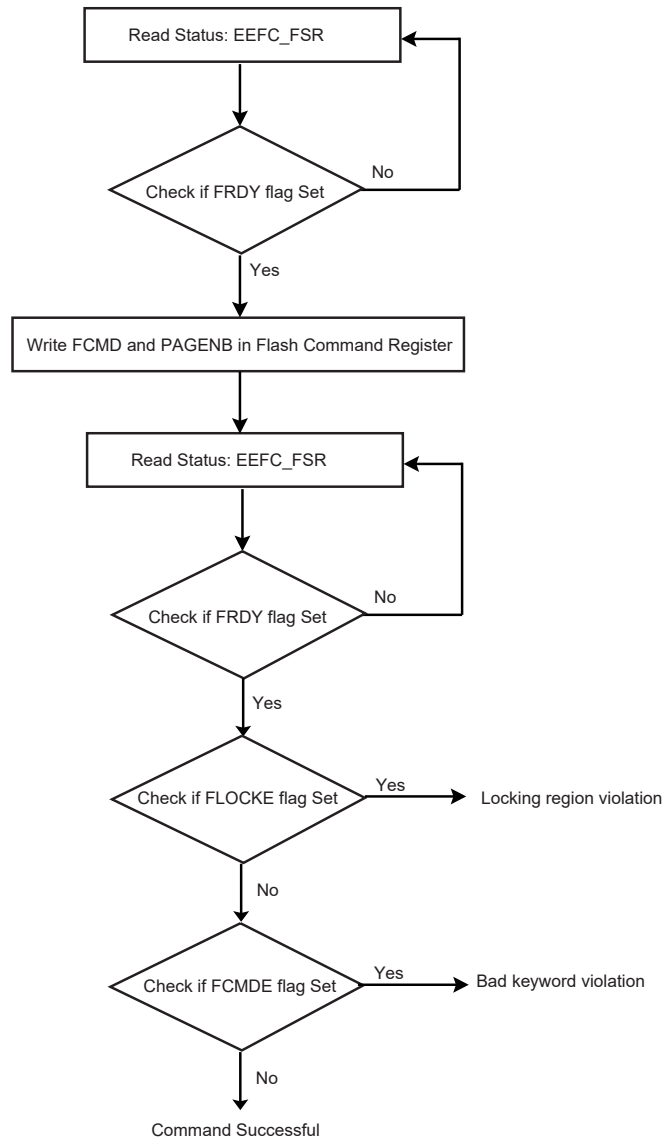 Read Status: EEFC_FSR
No
Check if FRDY flag Set
Yes
Write FCMD and PAGENB in Flash Command Register
Read Status: EEFC_FSR
No
Check if FRDY flag Set
Yes
Yes
Check if FLOCKE flag Set
Locking region violation
No
Yes
Check if FCMDE flag Set
Bad keyword violation
No
Command Successful